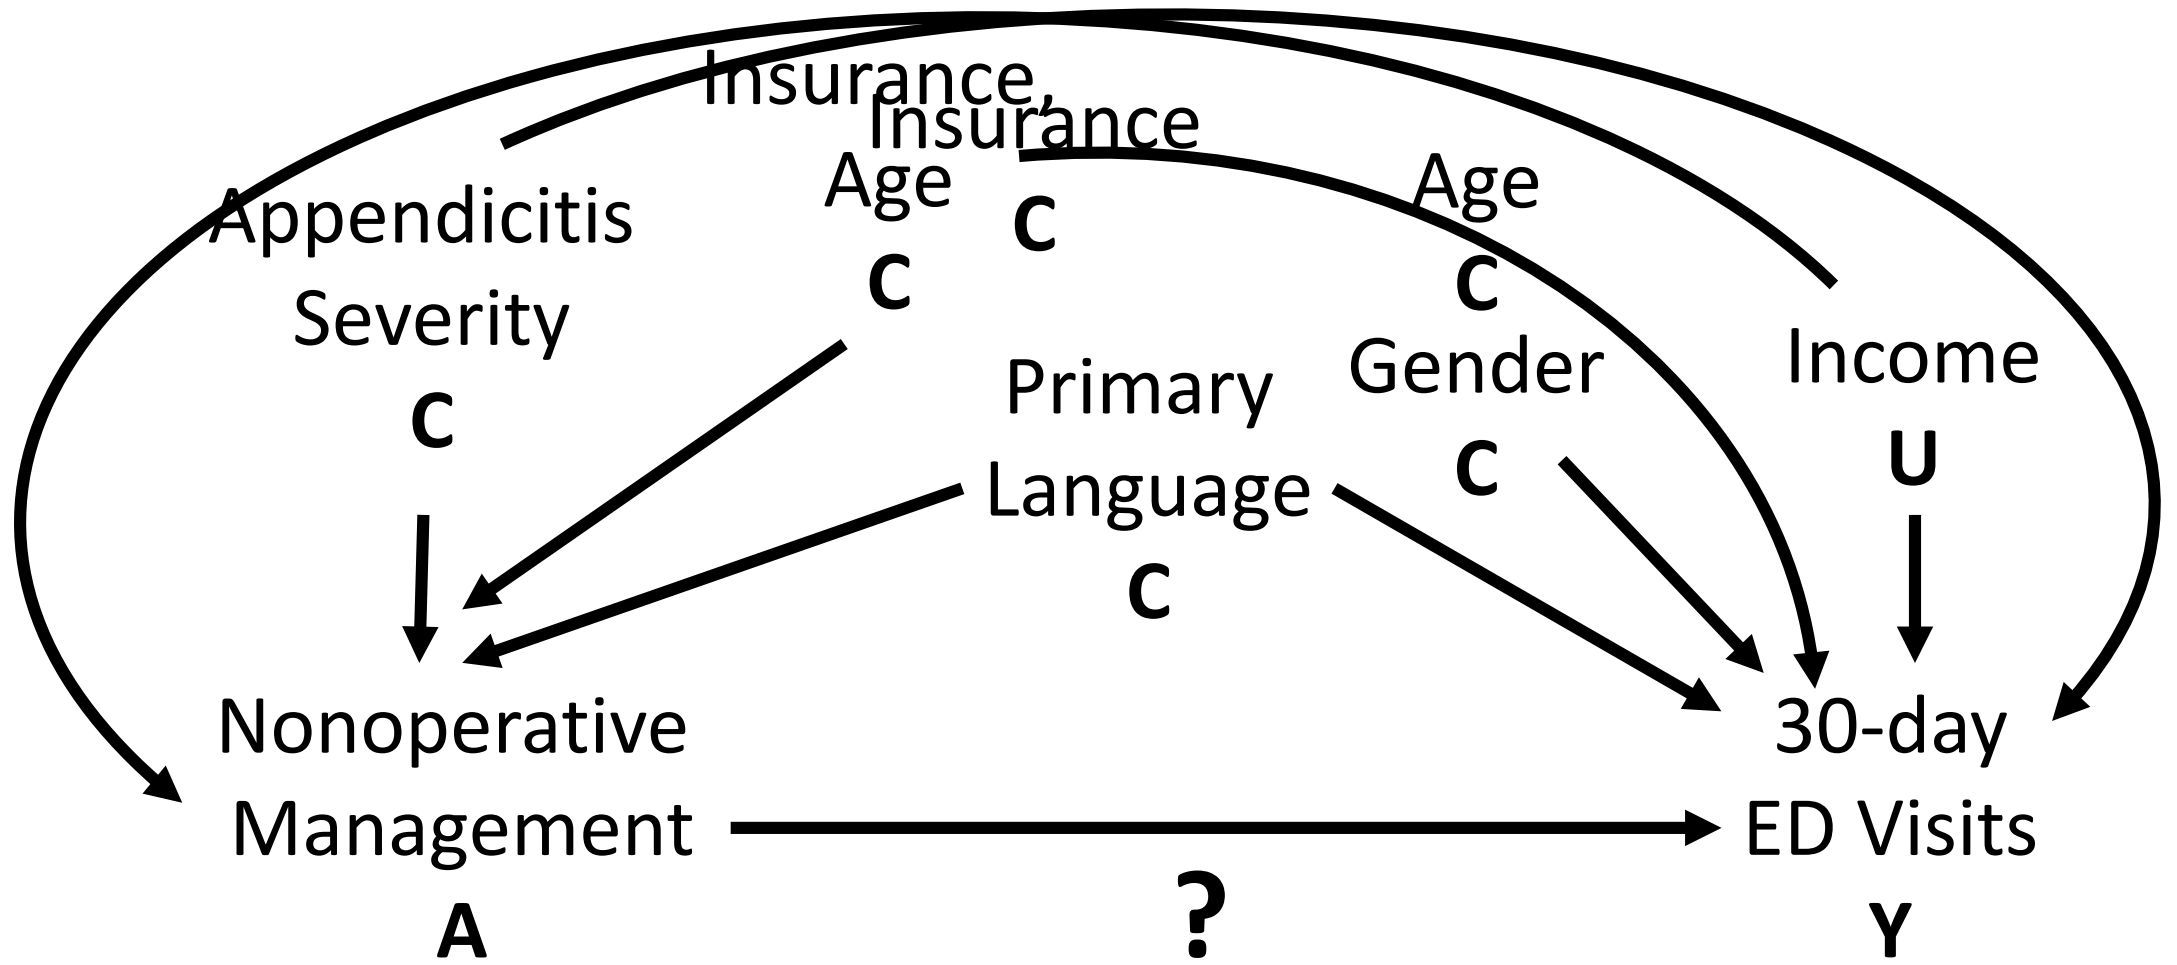 Insurance,
Age
C
Insurance
C
Age
C
Appendicitis
Severity
C
Primary
Language
C
Gender
C
Income
U
Nonoperative
Management
A
?
30-day
ED Visits
Y